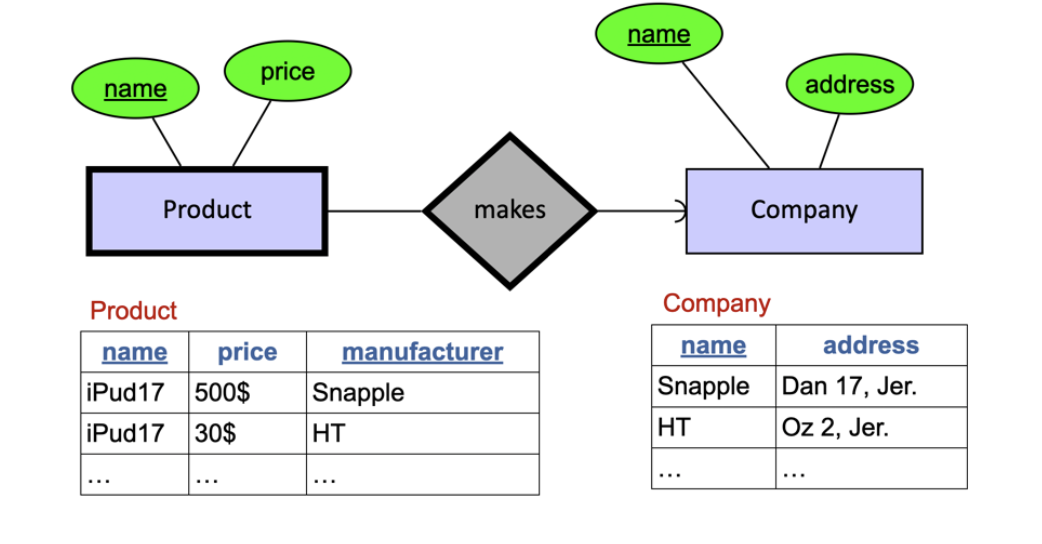 name
price
name
address
Product
makes
Company
Product
name price manufacturer
iPud17 500$ Snapple
iPud17 30$ HT
... ... ...
Company
name address
Snapple Dan 17, Jer.
HT Oz 2, Jer.
... ...